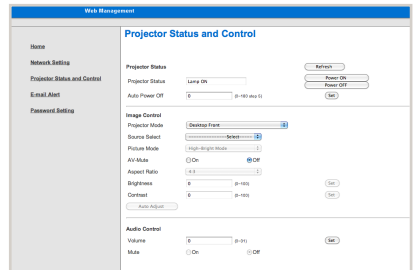 Web Management
Projector Status and Control
Home
Network Setting
Projector Status and Control
E-mail Alert
Password Setting
Projector Status
Refresh
Projector Status
Lamp ON
Power ON
Power OFF
Auto Power Off
0
(0~180 step 5)
Set
Image Control
Projector Mode
Desktop Front
Source Select
--------------------Select--------
Picture Mode
High-Bright Mode
AV-Mute
On
Off
Aspect Ratio
4:3
Brightness
0
(0~100)
Set
Contrast
0
(0~100)
Set
Auto Adjust
Audio Control
Volume
0
(0~31)
Set
Mute
On
Off